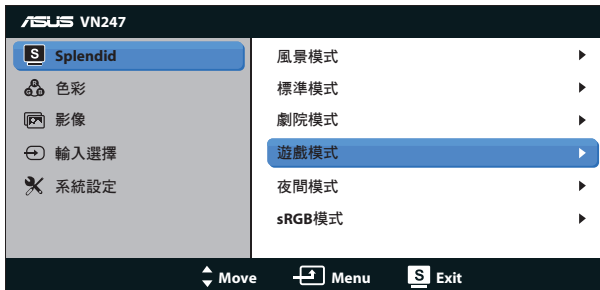 ASUS VN247
S Splendid
色彩
影像
輸入選擇
系統設定
風景模式
標準模式
劇院模式
遊戲模式
夜間模式
sRGB模式
Move Menu S Exit